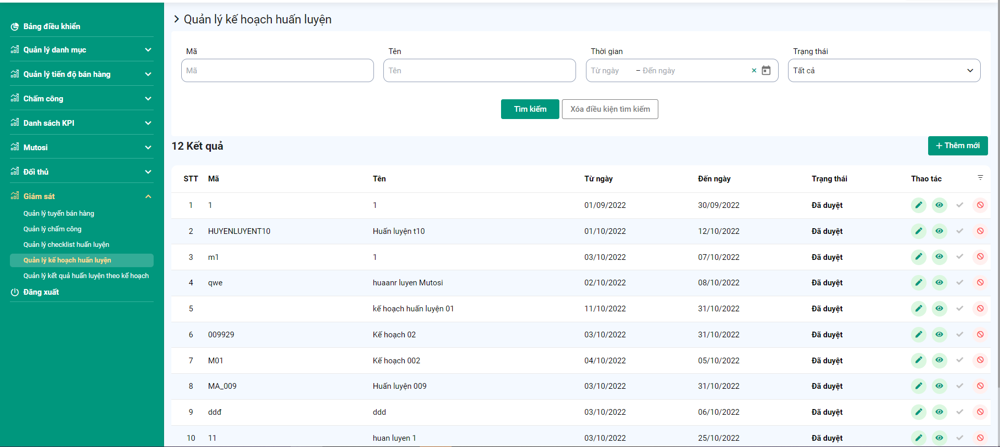 Bảng điều khiển
Quản lý danh mục
Quản lý tiến độ bán hàng
Chấm công
Danh sách KPI
Mutosi
Đối thủ
Giám sát
Quản lý tuyến bán hàng
Quản lý chấm công
Quản lý checklist huấn luyện
Quản lý kế hoạch huấn luyện
Quản lý kết quả huấn luyện theo kế hoạch
Đăng xuất
Quản lý kế hoạch huấn luyện
Mã Tên Thời gian Trạng thái
Mã Tên Từ ngày – Đến ngày Tất cả
Tìm kiếm Xóa điều kiện tìm kiếm
12 Kết quả + Thêm mới
STT Mã Tên Từ ngày Đến ngày Trạng thái Thao tác
1 1 1 01/09/2022 30/09/2022 Đã duyệt
2 HUYENLUYENT10 Huấn luyện t10 01/10/2022 12/10/2022 Đã duyệt
3 m1 1 03/10/2022 07/10/2022 Đã duyệt
4 qwe huaanr luyen Mutosi 02/10/2022 08/10/2022 Đã duyệt
5 kế hoạch huấn luyện 01 11/10/2022 31/10/2022 Đã duyệt
6 009929 Kế hoạch 02 03/10/2022 31/10/2022 Đã duyệt
7 M01 Kế hoạch 002 04/10/2022 05/10/2022 Đã duyệt
8 MA_009 Huấn luyện 009 03/10/2022 31/10/2022 Đã duyệt
9 ddđ ddd 03/10/2022 06/10/2022 Đã duyệt
10 11 huan luyen 1 03/10/2022 25/10/2022 Đã duyệt